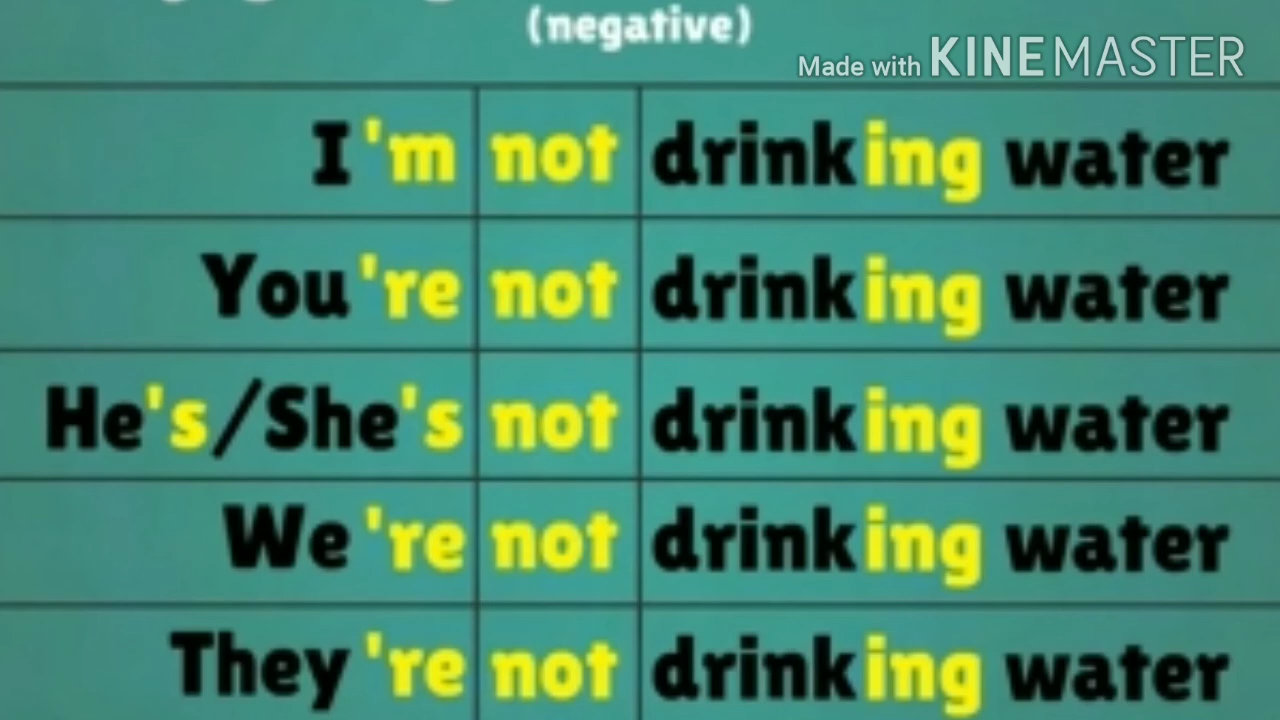 (negative)
Made with KINEMASTER
I 'm not drinking water
You 're not drinking water
He's/She's not drinking water
We 're not drinking water
They 're not drinking water